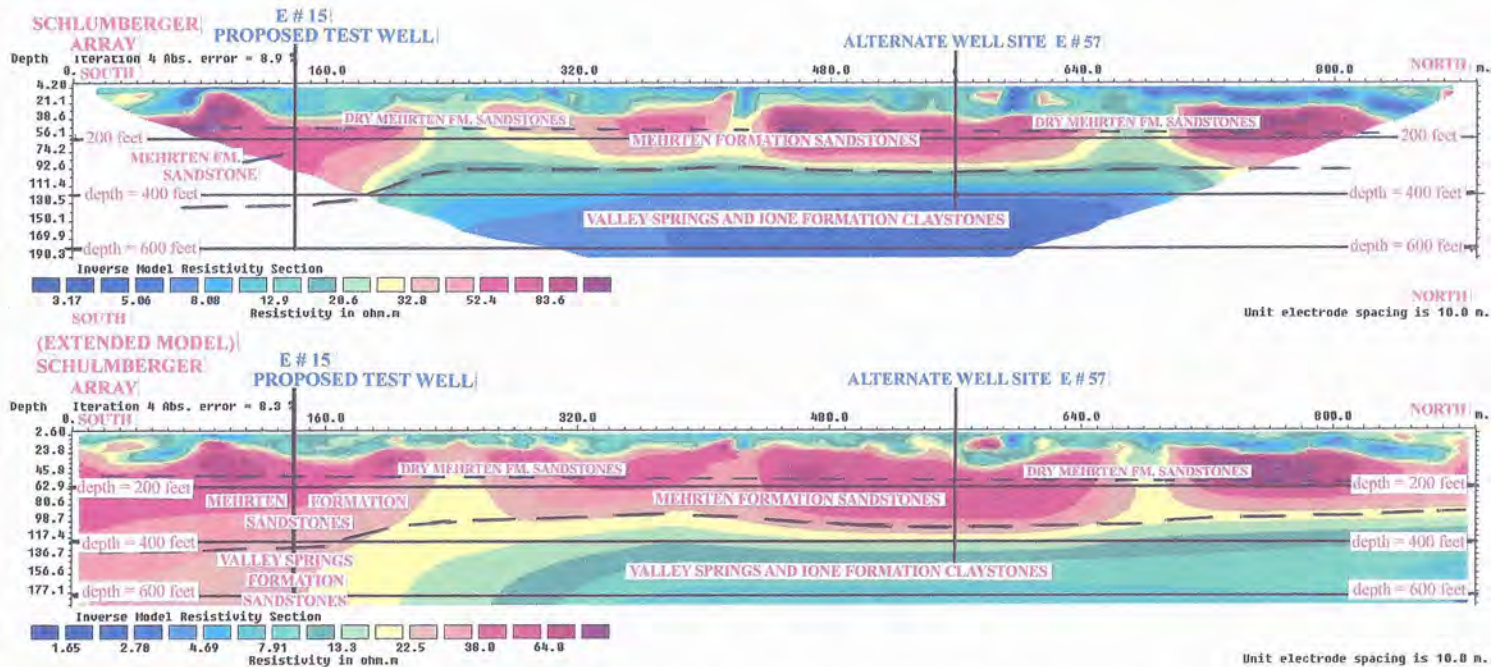 SCHLUMBERGER
ARRAY
E # 15
PROPOSED TEST WELL
ALTERNATE WELL SITE E # 57
Depth Iteration 4 Abs. error = 8.9 %
0. SOUTH 160.0 320.0 480.0 640.0 800.0 NORTH m.
4.20
21.1
38.6
56.1
74.2
92.6
111.4
130.5
150.1
169.9
190.3
DRY MEHRTEN FM. SANDSTONES
DRY MEHRTEN FM. SANDSTONES
200 feet
MEHRTEN FORMATION SANDSTONES
200 feet
MEHRTEN FM.
SANDSTONE
depth = 400 feet
depth = 400 feet
VALLEY SPRINGS AND IONE FORMATION CLAYSTONES
depth = 600 feet
depth = 600 feet
Inverse Model Resistivity Section
3.17 5.06 8.08 12.9 20.6 32.8 52.4 83.6
Resistivity in ohm.m
NORTH
Unit electrode spacing is 10.0 m.
SOUTH
(EXTENDED MODEL)
SCHULMBERGER
ARRAY
E # 15
PROPOSED TEST WELL
ALTERNATE WELL SITE E # 57
Depth Iteration 4 Abs. error = 8.3 %
0. SOUTH 160.0 320.0 480.0 640.0 800.0 NORTH m.
2.60
23.8
45.8
62.9
80.6
98.7
117.4
136.7
156.6
177.1
DRY MEHRTEN FM. SANDSTONES
DRY MEHRTEN FM. SANDSTONES
depth = 200 feet
depth = 200 feet
MEHRTEN FORMATION
SANDSTONES
MEHRTEN FORMATION SANDSTONES
depth = 400 feet
depth = 400 feet
VALLEY SPRINGS
FORMATION
SANDSTONES
VALLEY SPRINGS AND IONE FORMATION CLAYSTONES
depth = 600 feet
depth = 600 feet
Inverse Model Resistivity Section
1.65 2.78 4.69 7.91 13.3 22.5 38.0 64.0
Resistivity in ohm.m
Unit electrode spacing is 10.0 m.